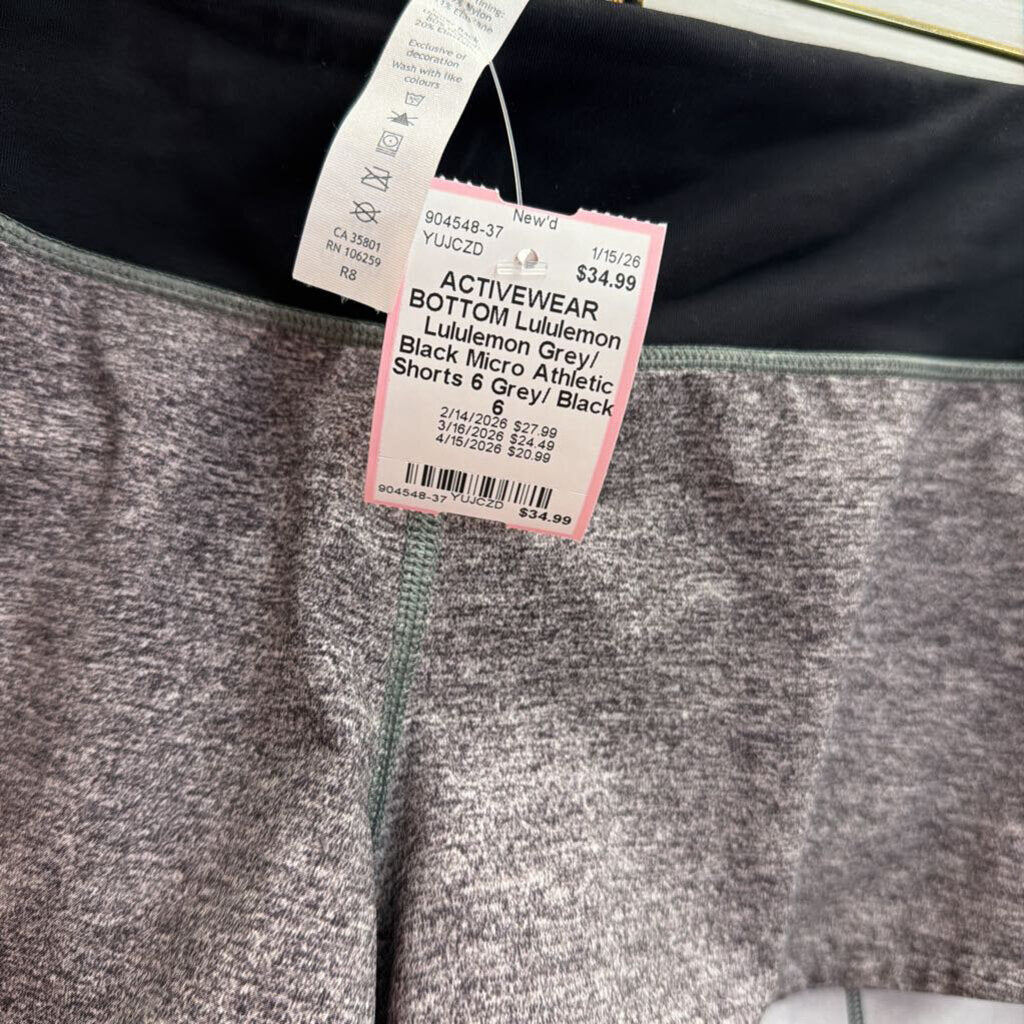 Nylon
Exclusive of
decoration
Wash with like
colours
CA 35801
RN 106259
R8
New'd
904548-37
YUJCZD
1/15/26
$34.99
ACTIVEWEAR
BOTTOM Lululemon
Lululemon Grey/
Black Micro Athletic
Shorts 6 Grey/ Black
6
2/14/2026 $27.99
3/16/2026 $24.49
4/15/2026 $20.99
904548-37 YUJCZD $34.99